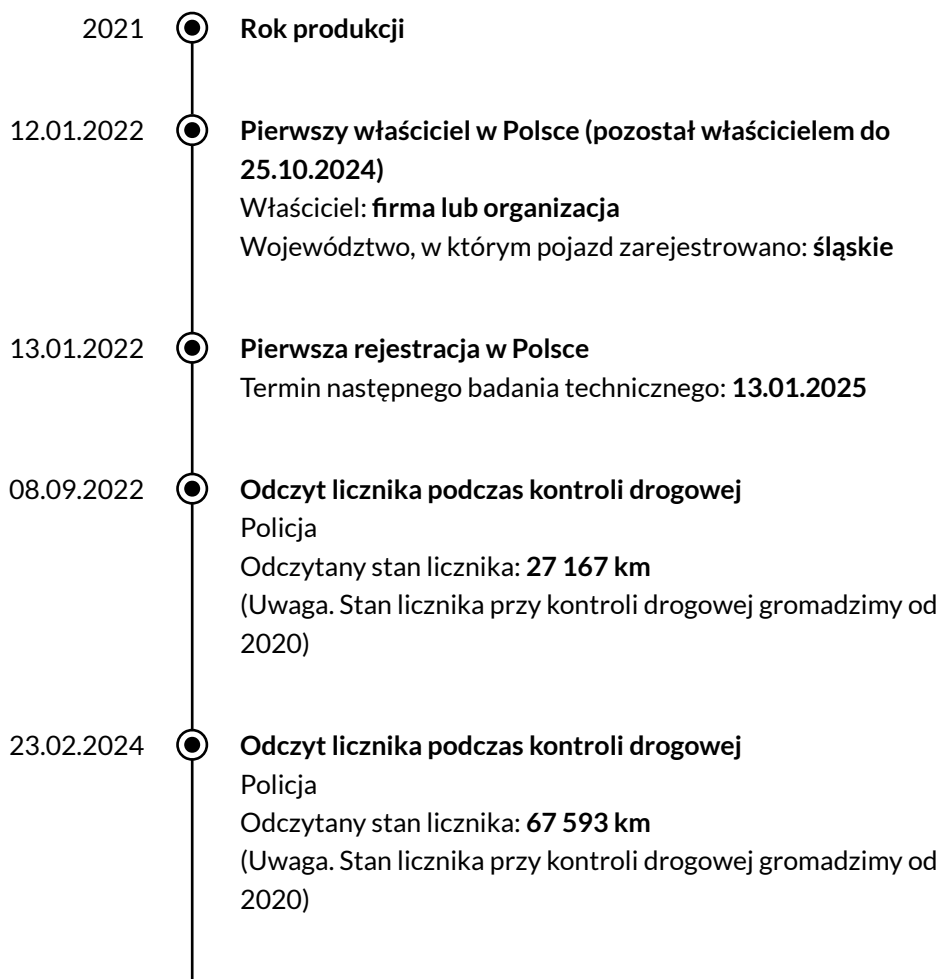 2021 Rok produkcji
12.01.2022 Pierwszy właściciel w Polsce (pozostał właścicielem do
25.10.2024)
Właściciel: firma lub organizacja
Województwo, w którym pojazd zarejestrowano: śląskie
13.01.2022 Pierwsza rejestracja w Polsce
Termin następnego badania technicznego: 13.01.2025
08.09.2022 Odczyt licznika podczas kontroli drogowej
Policja
Odczytany stan licznika: 27 167 km
(Uwaga. Stan licznika przy kontroli drogowej gromadzimy od
2020)
23.02.2024 Odczyt licznika podczas kontroli drogowej
Policja
Odczytany stan licznika: 67 593 km
(Uwaga. Stan licznika przy kontroli drogowej gromadzimy od
2020)